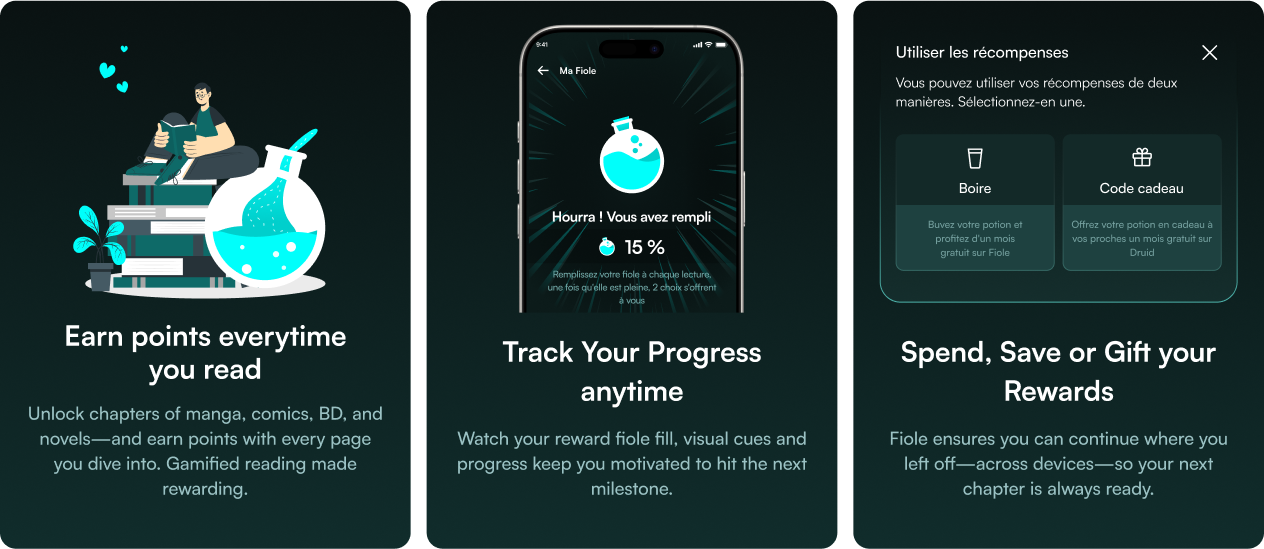 Earn points everytime
you read
Unlock chapters of manga, comics, BD, and
novels—and earn points with every page
you dive into. Gamified reading made
rewarding.
9:41
Ma Fiole
Hourra ! Vous avez rempli
15 %
Remplissez votre fiole à chaque lecture,
une fois qu'elle est pleine, 2 choix s'offrent
à vous
Track Your Progress
anytime
Watch your reward fiole fill, visual cues and
progress keep you motivated to hit the next
milestone.
Utiliser les récompenses
Vous pouvez utiliser vos récompenses de deux
manières. Sélectionnez-en une.
Boire
Buvez votre potion et
profitez d'un mois
gratuit sur Fiole
Code cadeau
Offrez votre potion en cadeau à
vos proches un mois gratuit sur
Druid
Spend, Save or Gift your
Rewards
Fiole ensures you can continue where you
left off—across devices—so your next
chapter is always ready.